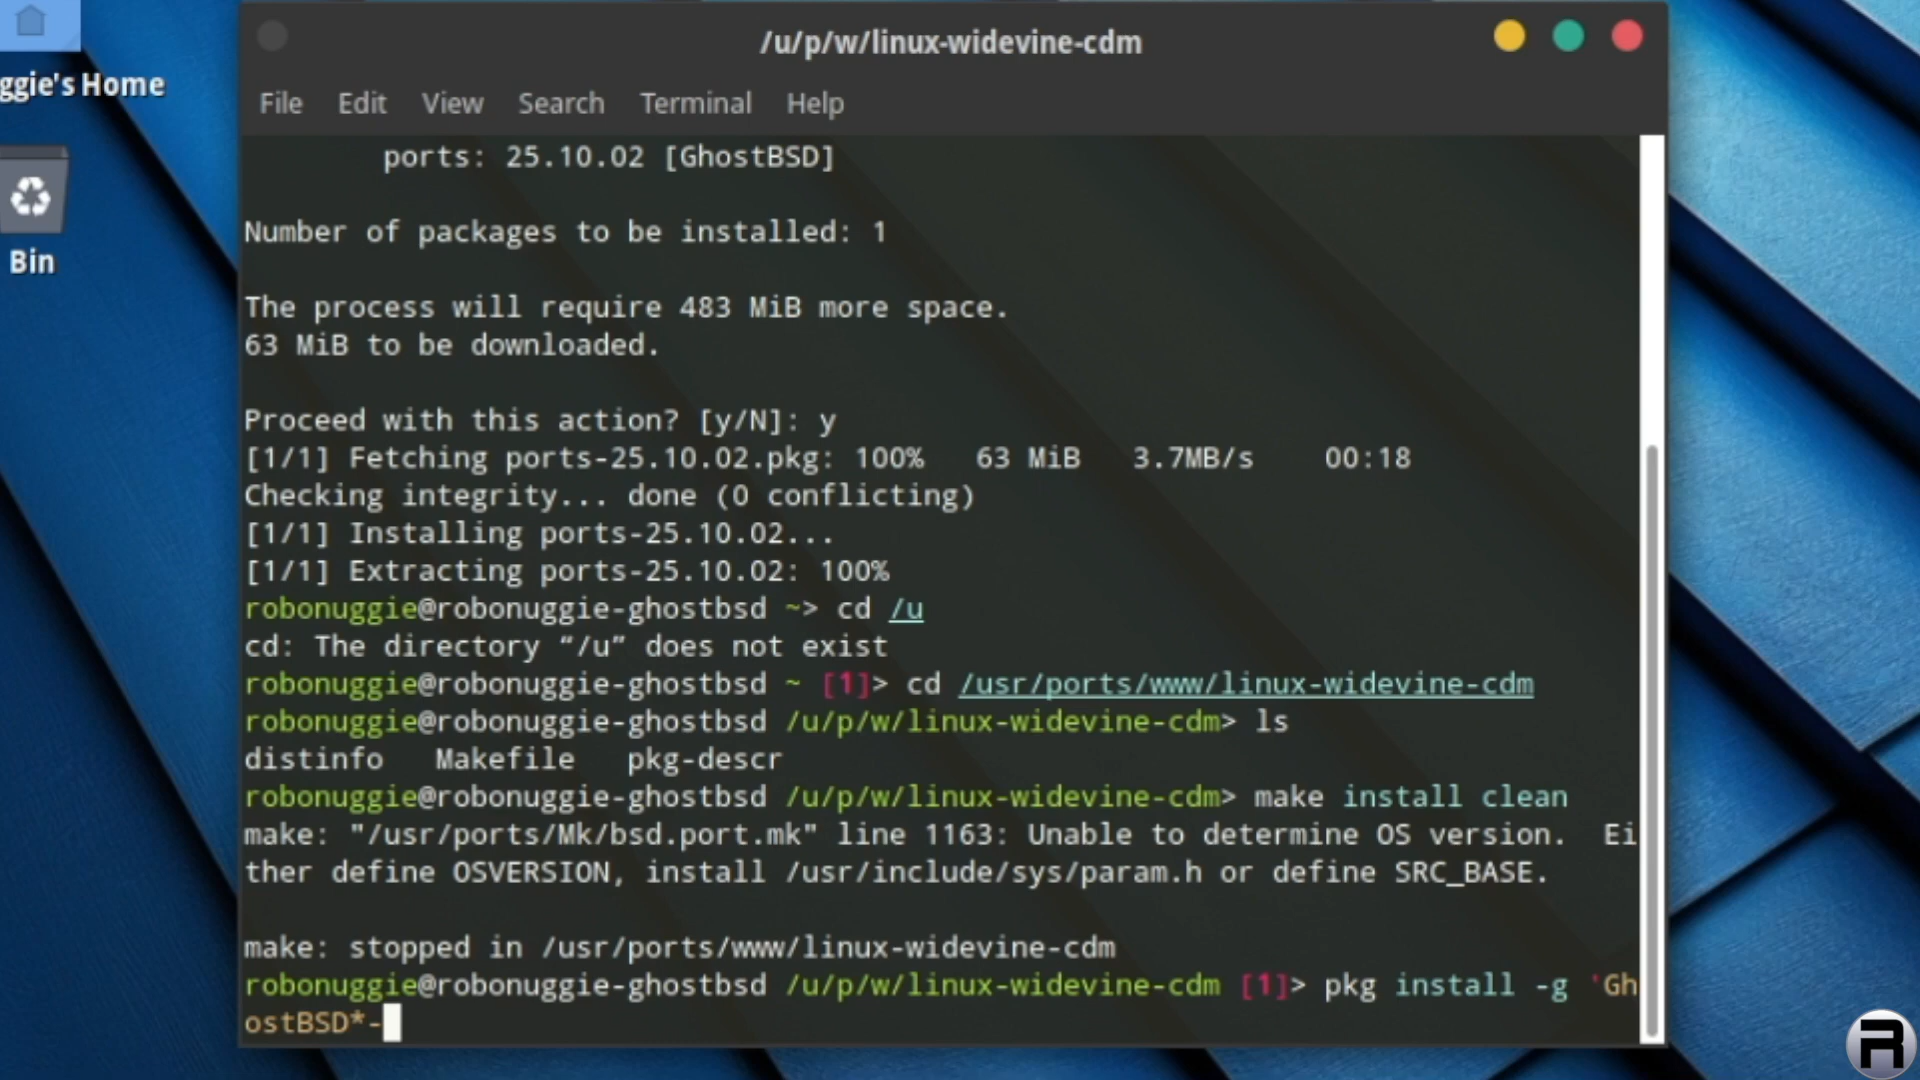 /u/p/w/linux-widevine-cdm
ggie's Home
File Edit View Search Terminal Help
ports: 25.10.02 [GhostBSD]
Number of packages to be installed: 1
Bin
The process will require 483 MiB more space.
63 MiB to be downloaded.
Proceed with this action? [y/N]: y
[1/1] Fetching ports-25.10.02.pkg: 100% 63 MiB 3.7MB/s 00:18
Checking integrity... done (0 conflicting)
[1/1] Installing ports-25.10.02...
[1/1] Extracting ports-25.10.02: 100%
robonuggie@robonuggie-ghostbsd ~> cd /u
cd: The directory “/u” does not exist
robonuggie@robonuggie-ghostbsd ~ [1]> cd /usr/ports/www/linux-widevine-cdm
robonuggie@robonuggie-ghostbsd /u/p/w/linux-widevine-cdm> ls
distinfo Makefile pkg-descr
robonuggie@robonuggie-ghostbsd /u/p/w/linux-widevine-cdm> make install clean
make: "/usr/ports/Mk/bsd.port.mk" line 1163: Unable to determine OS version. Ei
ther define OSVERSION, install /usr/include/sys/param.h or define SRC_BASE.
make: stopped in /usr/ports/www/linux-widevine-cdm
robonuggie@robonuggie-ghostbsd /u/p/w/linux-widevine-cdm [1]> pkg install -g 'Gh
ostBSD*-
R